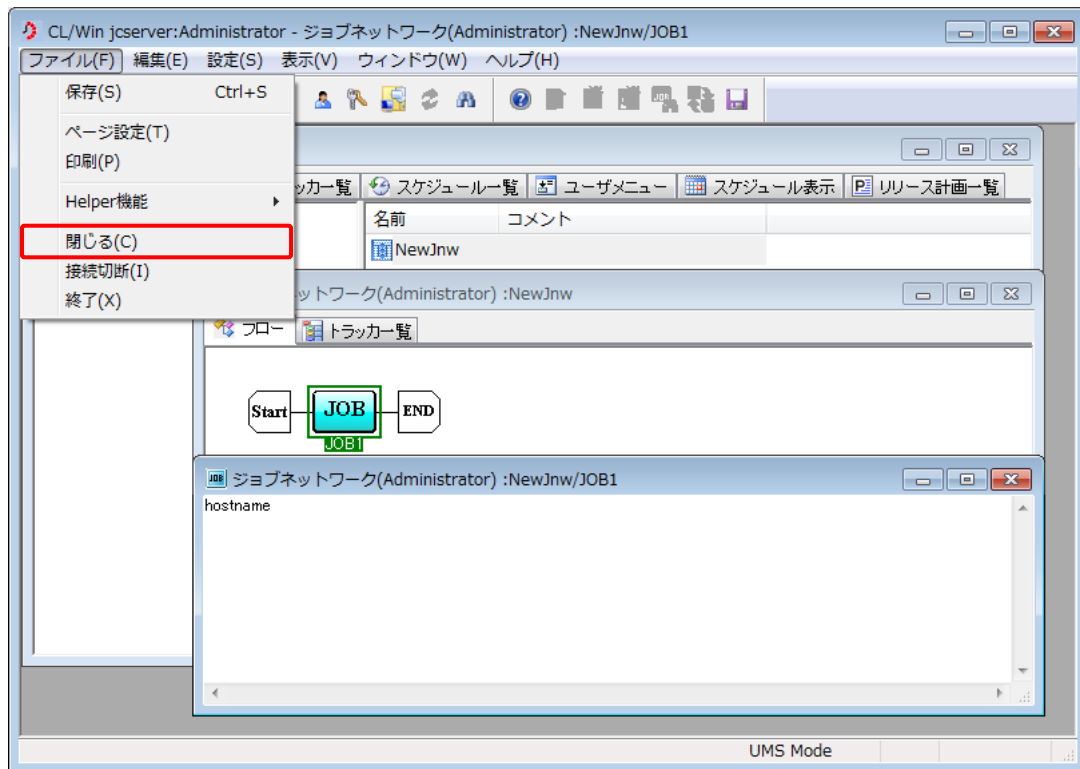 CL/Win jcserver:Administrator - ジョブネットワーク(Administrator) :NewJnw/JOB1
ファイル(F) 編集(E) 設定(S) 表示(V) ウィンドウ(W) ヘルプ(H)
保存(S) Ctrl+S
ページ設定(T)
印刷(P)
Helper機能
閉じる(C)
接続切断(I)
終了(X)
ッカ一覧 スケジュール一覧 ユーザメニュー スケジュール表示 リリース計画一覧
名前 コメント
NewJnw
ットワーク(Administrator) :NewJnw
フロー トラッカ一覧
Start JOB END
JOB1
JOB ジョブネットワーク(Administrator) :NewJnw/JOB1
hostname
UMS Mode